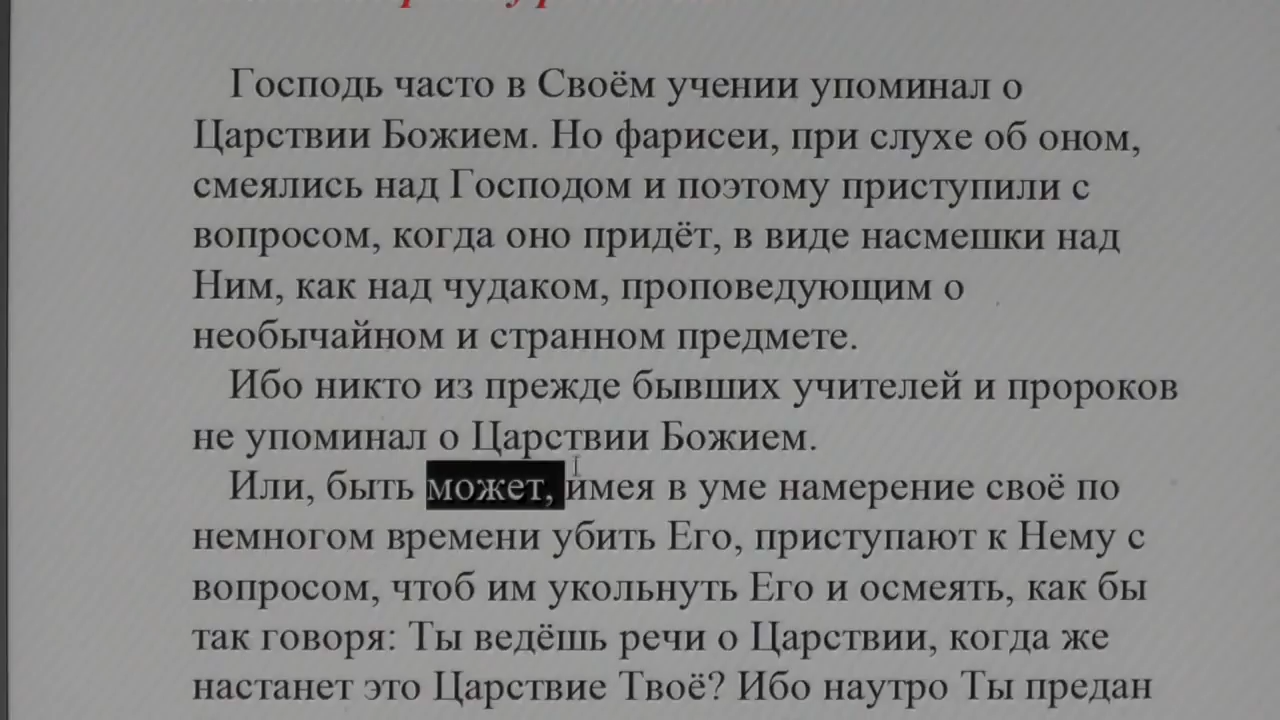 Господь часто в Своём учении упоминал о
Царствии Божием. Но фарисеи, при слухе об оном,
смеялись над Господом и поэтому приступили с
вопросом, когда оно придёт, в виде насмешки над
Ним, как над чудаком, проповедующим о
необычайном и странном предмете.
Ибо никто из прежде бывших учителей и пророков
не упоминал о Царствии Божием.
Или, быть может, имея в уме намерение своё по
немногом времени убить Его, приступают к Нему с
вопросом, чтоб им укольнуть Его и осмеять, как бы
так говоря: Ты ведёшь речи о Царствии, когда же
настанет это Царствие Твоё? Ибо наутро Ты предан